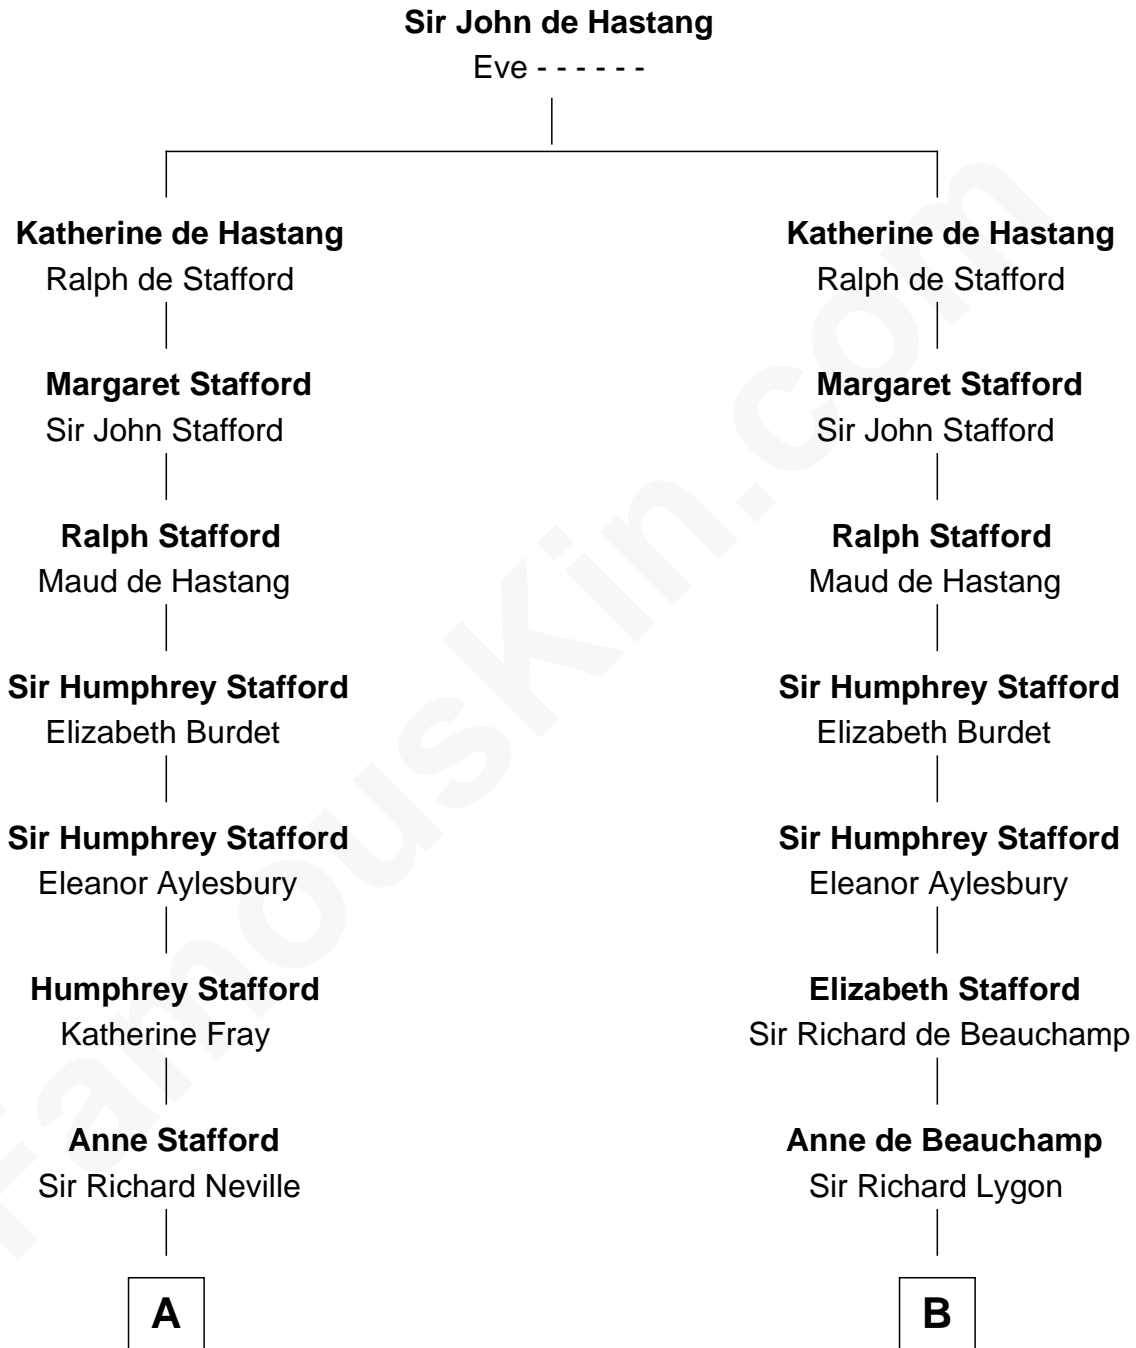 Sir John de Hastang
Eve - - - - - -
Katherine de Hastang
Ralph de Stafford
Margaret Stafford
Sir John Stafford
Ralph Stafford
Maud de Hastang
Sir Humphrey Stafford
Elizabeth Burdet
Sir Humphrey Stafford
Eleanor Aylesbury
Humphrey Stafford
Katherine Fray
Anne Stafford
Sir Richard Neville
A
Katherine de Hastang
Ralph de Stafford
Margaret Stafford
Sir John Stafford
Ralph Stafford
Maud de Hastang
Sir Humphrey Stafford
Elizabeth Burdet
Sir Humphrey Stafford
Eleanor Aylesbury
Elizabeth Stafford
Sir Richard de Beauchamp
Anne de Beauchamp
Sir Richard Lygon
B
FamousKin.com